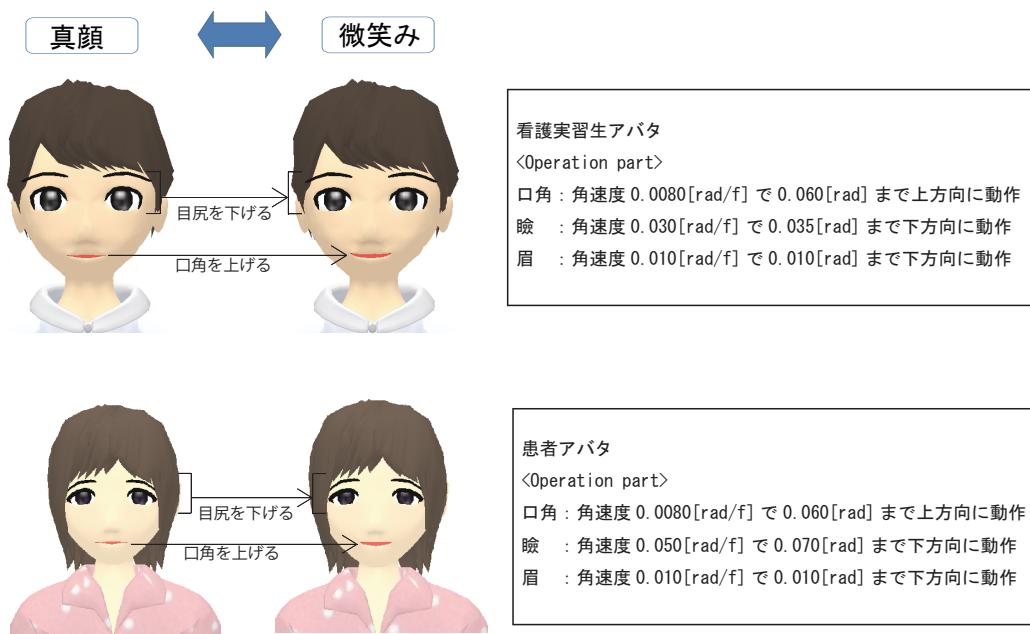 真顔
微笑み
目尻を下げる
口角を上げる
看護実習生アバタ
<Operation part>
口角：角速度 0.0080[rad/f] で 0.060[rad] まで上方向に動作
瞼　：角速度 0.030[rad/f] で 0.035[rad] まで下方向に動作
眉　：角速度 0.010[rad/f] で 0.010[rad] まで下方向に動作
目尻を下げる
口角を上げる
患者アバタ
<Operation part>
口角：角速度 0.0080[rad/f] で 0.060[rad] まで上方向に動作
瞼　：角速度 0.050[rad/f] で 0.070[rad] まで下方向に動作
眉　：角速度 0.010[rad/f] で 0.010[rad] まで下方向に動作